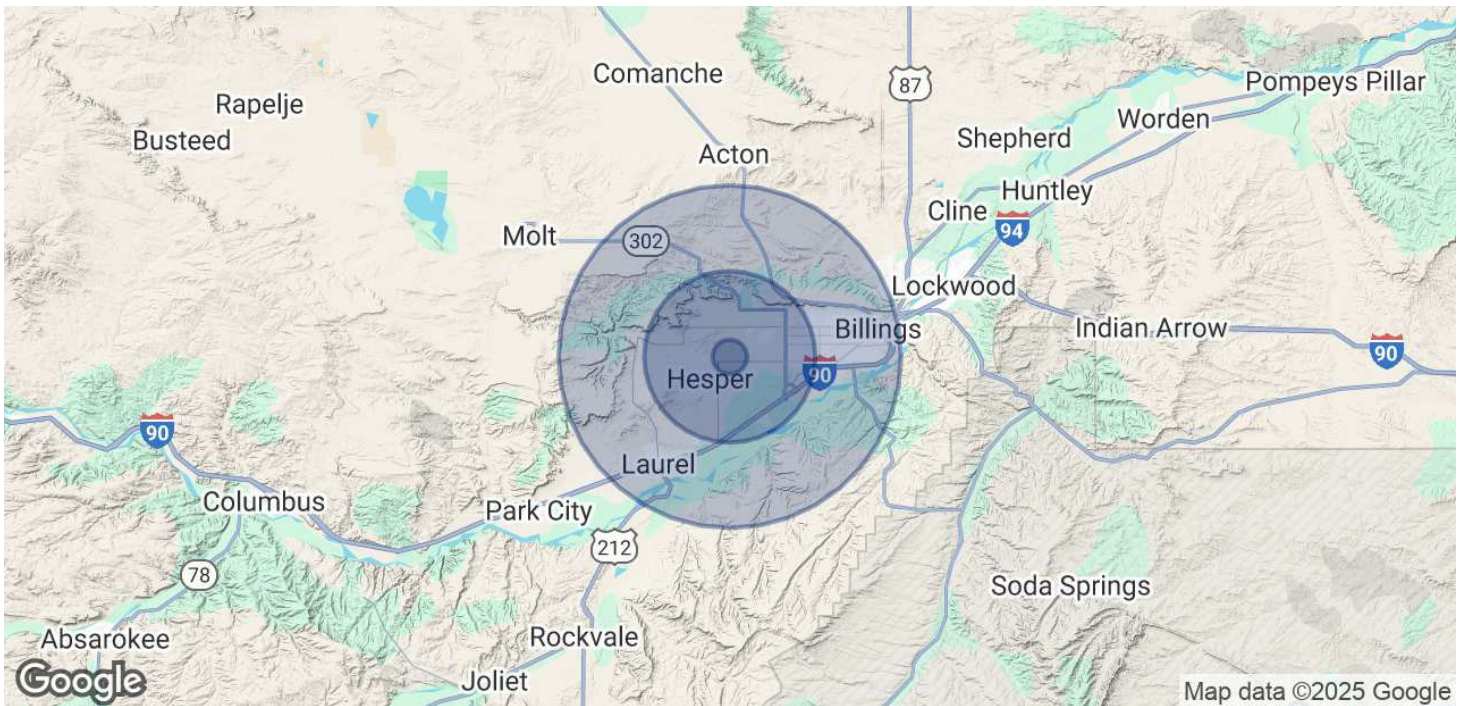 Comanche
87
Pompeys Pillar
Rapelje
Worden
Busteed
Shepherd
Acton
Huntley
Cline
94
Molt
302
Lockwood
Billings
Indian Arrow
90
Hesper
90
90
Laurel
Columbus
Park City
212
78
Soda Springs
Absarokee
Rockvale
Joliet
Google
Map data ©2025 Google